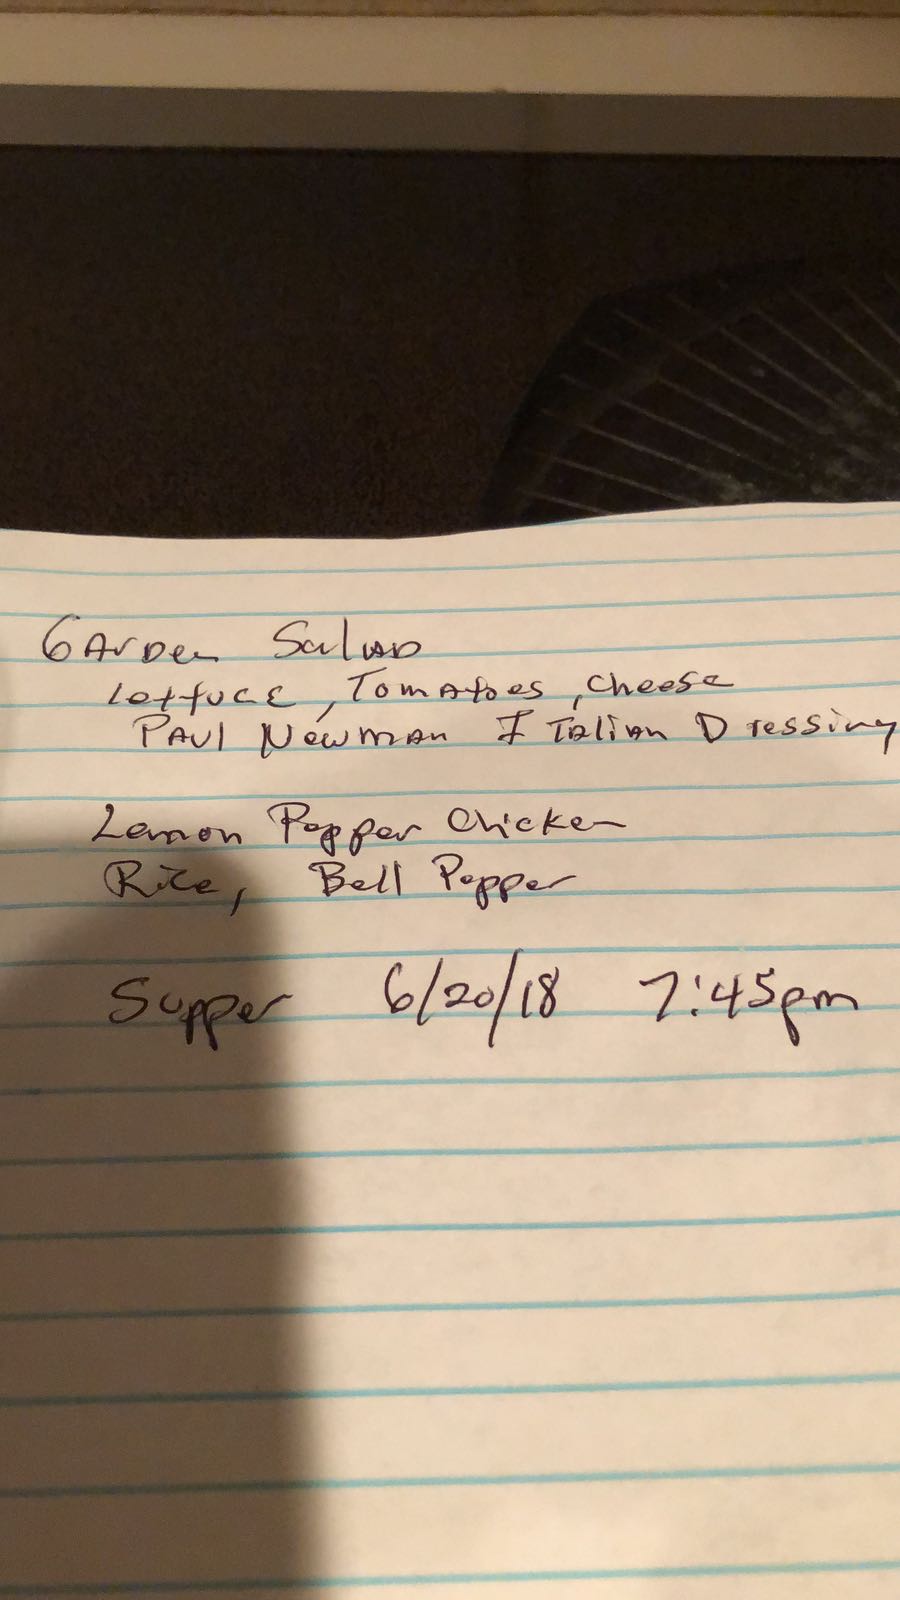 Garden Salad
Lettuce, Tomatoes, Cheese
Paul Newman Italian Dressing
Lemon Pepper Chicken
Rice, Bell Pepper
Supper 6/20/18 7:45pm